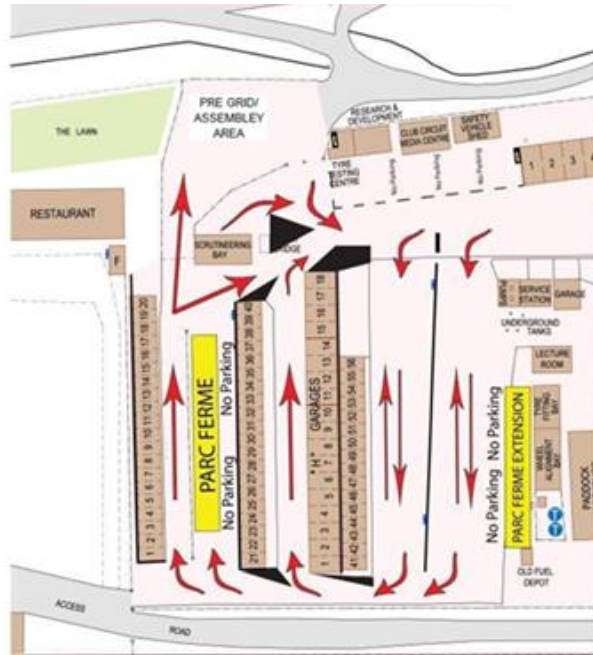 PRE GRID/
ASSEMBLEY
AREA
THE LAWN
RESEARCH &
DEVELOPMENT
CLUB CIRCUIT
MEDIA CENTRE
SAFETY
VEHICLE
SHED
TYRE
TESTING
CENTRE
No Parking
No Parking
No Parking
1 2 3 4
RESTAURANT
SCRUTINEERING
BAY
F
PUMPS
SERVICE
STATION
GARAGE
UNDERGROUND
TANKS
LECTURE
ROOM
1 2 3 4 5 6 7 8 9 10 11 12 13 14 15 16 17 18 19 20
PARC FERME
No Parking
No Parking
21 22 23 24 25 26 27 28 29 30 31 32 33 34 35 36 37 38 39 40
GARAGES
"H"
1 2 3 4 5 6 7 8 9 10 11 12 13 14 15 16 17 18
41 42 43 44 45 46 47 48 49 50 51 52 53 54 55 56
No Parking
No Parking
PARC FERME EXTENSION
TYRE
FITTING
BAY
WHEEL
ALIGNMENT
BAY
PADDOCK
OLD FUEL
DEPOT
ACCESS
ROAD